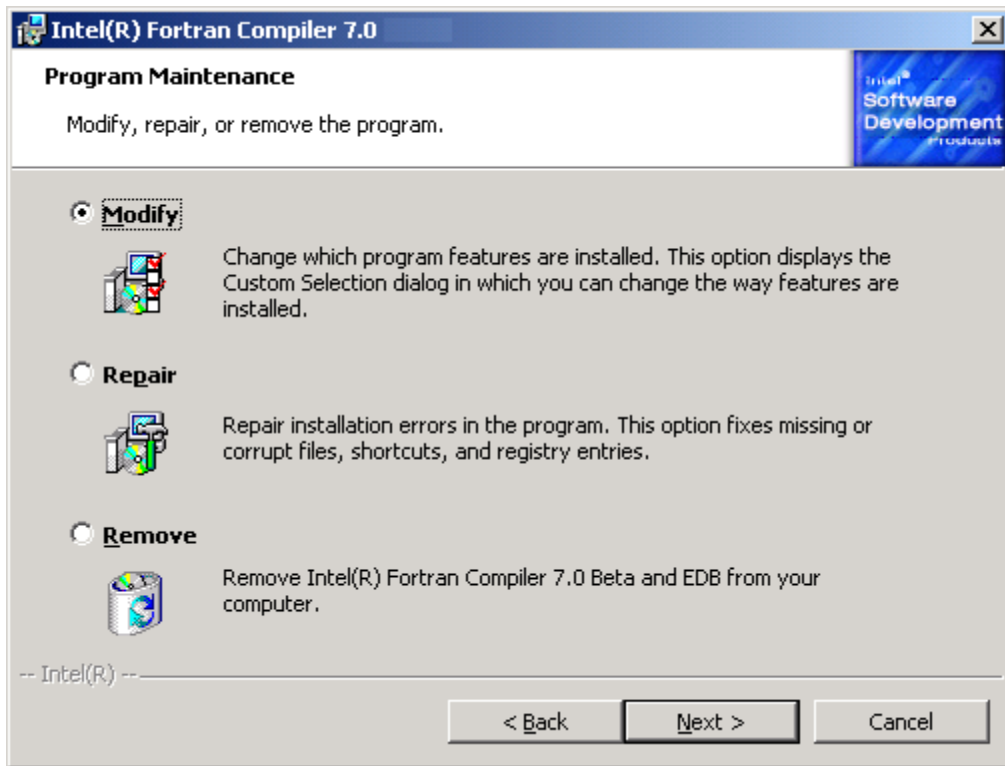 Intel(R) Fortran Compiler 7.0
Program Maintenance
Modify, repair, or remove the program.
Intel®
Software
Development
Products
Modify
Change which program features are installed. This option displays the
Custom Selection dialog in which you can change the way features are
installed.
Repair
Repair installation errors in the program. This option fixes missing or
corrupt files, shortcuts, and registry entries.
Remove
Remove Intel(R) Fortran Compiler 7.0 Beta and EDB from your
computer.
-- Intel(R) --
< Back
Next >
Cancel